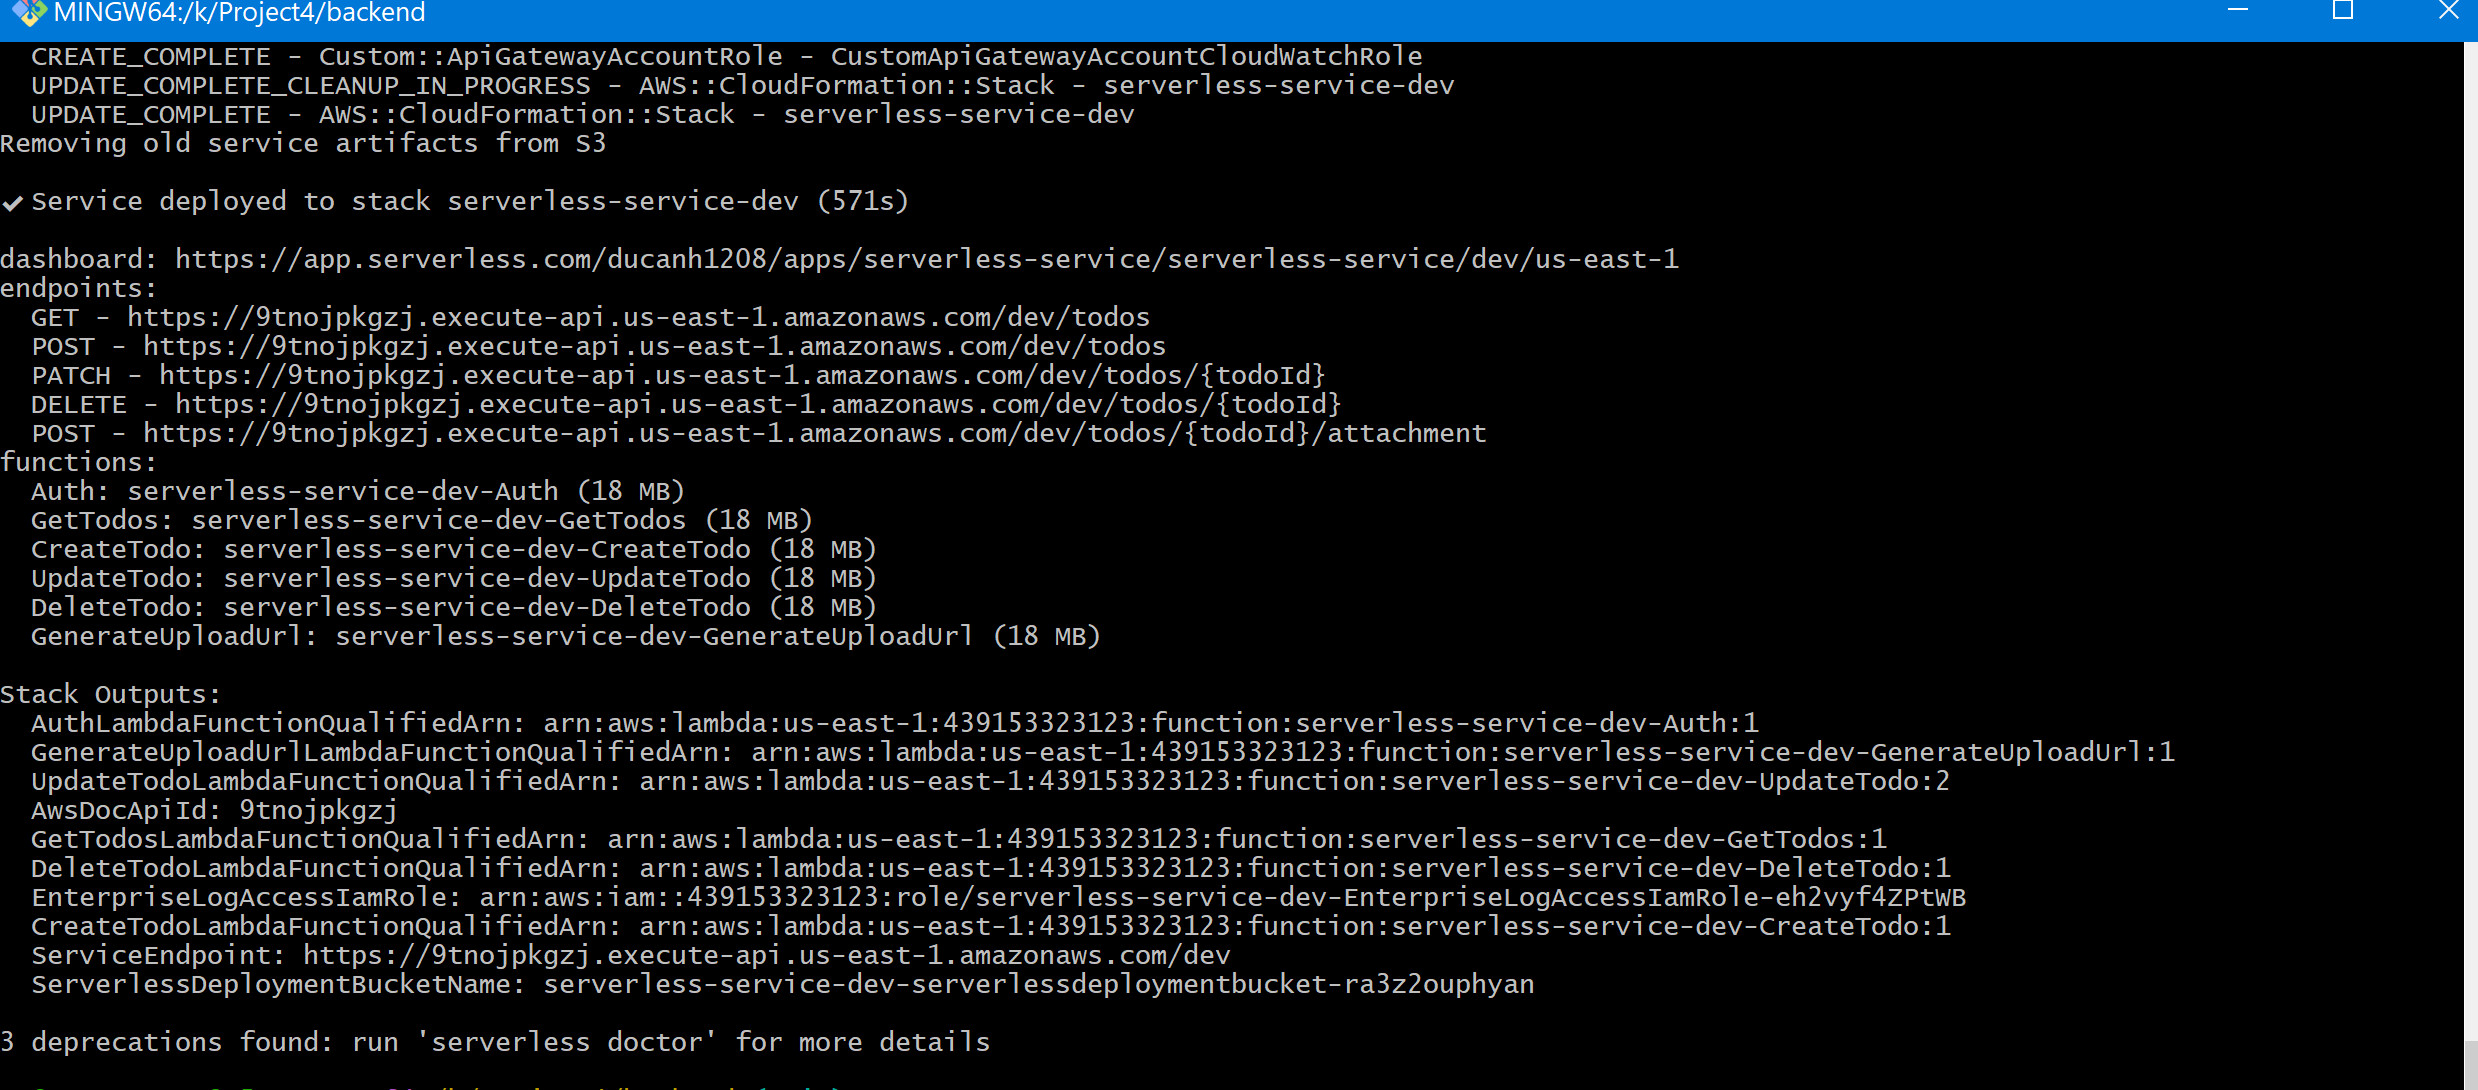 MINGW64:/k/Project4/backend
CREATE_COMPLETE - Custom::ApiGatewayAccountRole - CustomApiGatewayAccountCloudWatchRole
UPDATE_COMPLETE_CLEANUP_IN_PROGRESS - AWS::CloudFormation::Stack - serverless-service-dev
UPDATE_COMPLETE - AWS::CloudFormation::Stack - serverless-service-dev
Removing old service artifacts from S3
✔ Service deployed to stack serverless-service-dev (571s)
dashboard: https://app.serverless.com/ducanh1208/apps/serverless-service/serverless-service/dev/us-east-1
endpoints:
GET - https://9tnojpkgzj.execute-api.us-east-1.amazonaws.com/dev/todos
POST - https://9tnojpkgzj.execute-api.us-east-1.amazonaws.com/dev/todos
PATCH - https://9tnojpkgzj.execute-api.us-east-1.amazonaws.com/dev/todos/{todoId}
DELETE - https://9tnojpkgzj.execute-api.us-east-1.amazonaws.com/dev/todos/{todoId}
POST - https://9tnojpkgzj.execute-api.us-east-1.amazonaws.com/dev/todos/{todoId}/attachment
functions:
Auth: serverless-service-dev-Auth (18 MB)
GetTodos: serverless-service-dev-GetTodos (18 MB)
CreateTodo: serverless-service-dev-CreateTodo (18 MB)
UpdateTodo: serverless-service-dev-UpdateTodo (18 MB)
DeleteTodo: serverless-service-dev-DeleteTodo (18 MB)
GenerateUploadUrl: serverless-service-dev-GenerateUploadUrl (18 MB)
Stack Outputs:
AuthLambdaFunctionQualifiedArn: arn:aws:lambda:us-east-1:439153323123:function:serverless-service-dev-Auth:1
GenerateUploadUrlLambdaFunctionQualifiedArn: arn:aws:lambda:us-east-1:439153323123:function:serverless-service-dev-GenerateUploadUrl:1
UpdateTodoLambdaFunctionQualifiedArn: arn:aws:lambda:us-east-1:439153323123:function:serverless-service-dev-UpdateTodo:2
AwsDocApiId: 9tnojpkgzj
GetTodosLambdaFunctionQualifiedArn: arn:aws:lambda:us-east-1:439153323123:function:serverless-service-dev-GetTodos:1
DeleteTodoLambdaFunctionQualifiedArn: arn:aws:lambda:us-east-1:439153323123:function:serverless-service-dev-DeleteTodo:1
EnterpriseLogAccessIamRole: arn:aws:iam::439153323123:role/serverless-service-dev-EnterpriseLogAccessIamRole-eh2vyf4ZPtWB
CreateTodoLambdaFunctionQualifiedArn: arn:aws:lambda:us-east-1:439153323123:function:serverless-service-dev-CreateTodo:1
ServiceEndpoint: https://9tnojpkgzj.execute-api.us-east-1.amazonaws.com/dev
ServerlessDeploymentBucketName: serverless-service-dev-serverlessdeploymentbucket-ra3z2ouphyan
3 deprecations found: run 'serverless doctor' for more details